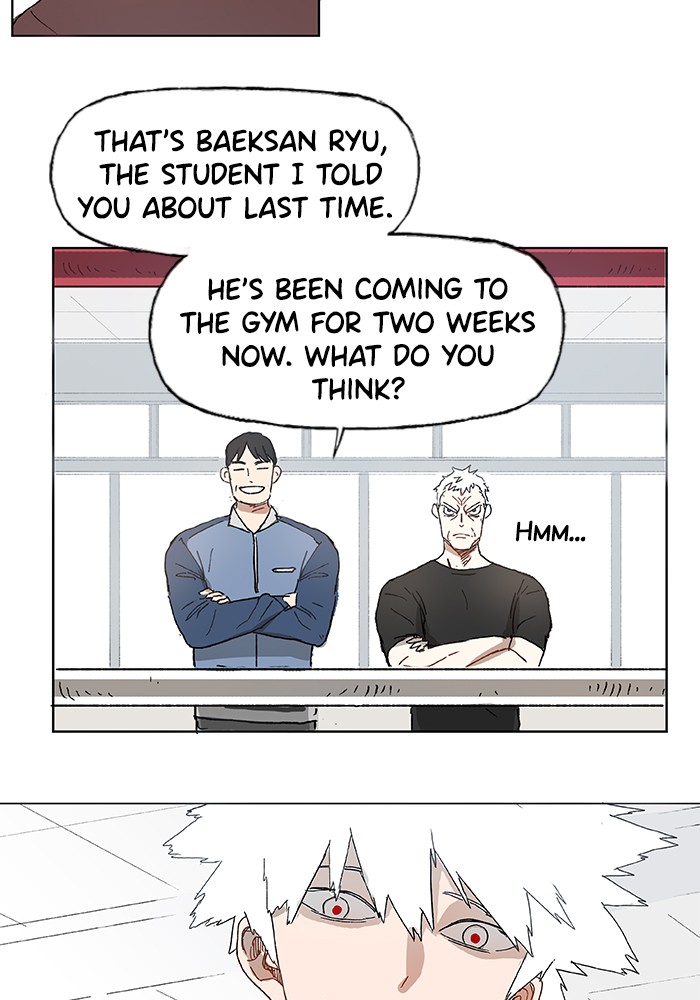 THAT'S BAEKSAN RYU,
THE STUDENT I TOLD
YOU ABOUT LAST TIME.
HE'S BEEN COMING TO
THE GYM FOR TWO WEEKS
NOW. WHAT DO YOU
THINK?
HMM...